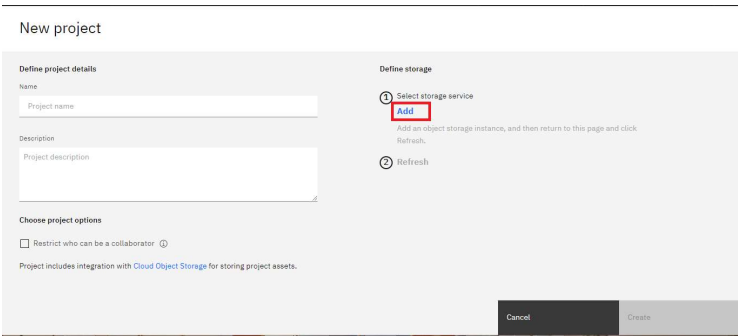 New project
Define project details
Name
Project name
Description
Project description
Choose project options
Restrict who can be a collaborator
Project includes integration with Cloud Object Storage for storing project assets.
Define storage
1 Select storage service
Add
Add an object storage instance, and then return to this page and click
Refresh.
2 Refresh
Cancel
Create